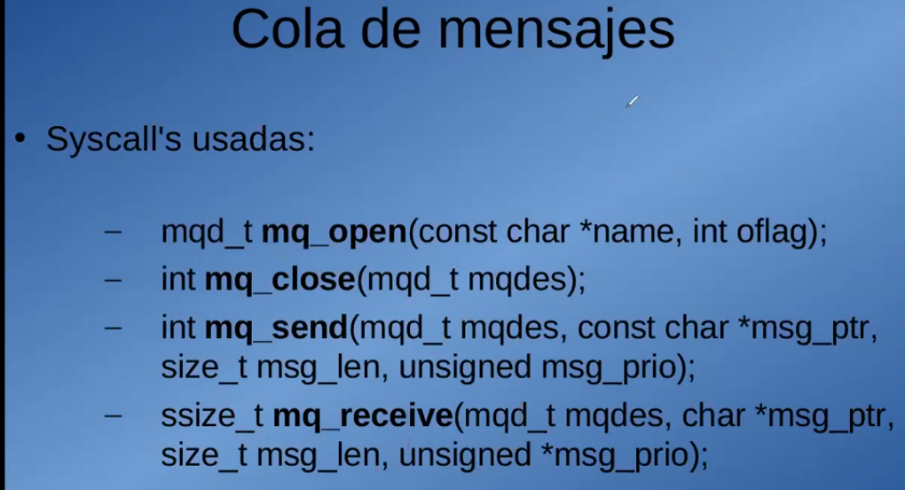 Cola de mensajes
• Syscall's usadas:
– mqd_t mq_open(const char *name, int oflag);
– int mq_close(mqd_t mqdes);
– int mq_send(mqd_t mqdes, const char *msg_ptr,
size_t msg_len, unsigned msg_prio);
– ssize_t mq_receive(mqd_t mqdes, char *msg_ptr,
size_t msg_len, unsigned *msg_prio);